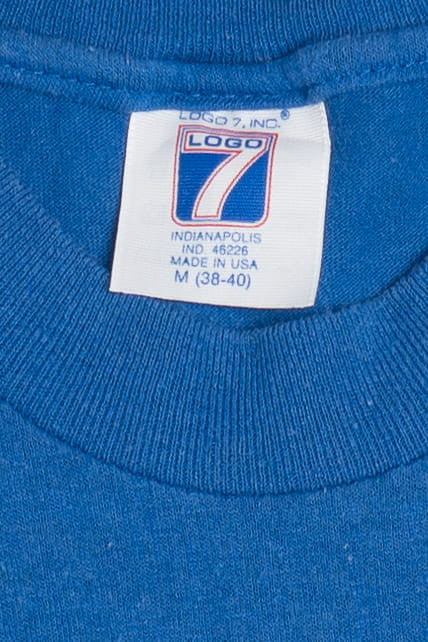 LOGO 7, INC.®
LOGO
7
INDIANAPOLIS
IND. 46226
MADE IN USA
M (38-40)